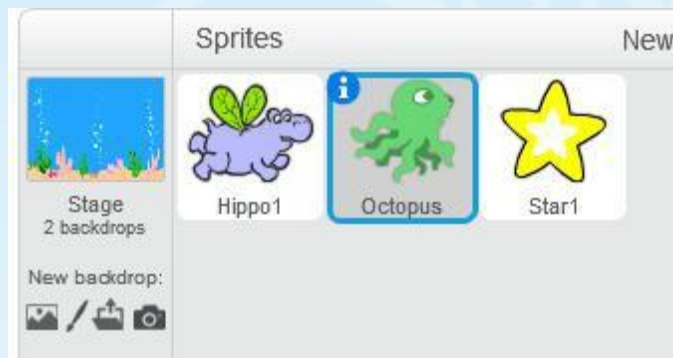 Sprites
New
Stage
2 backdrops
New backdrop:
Hippo1
Octopus
Star1